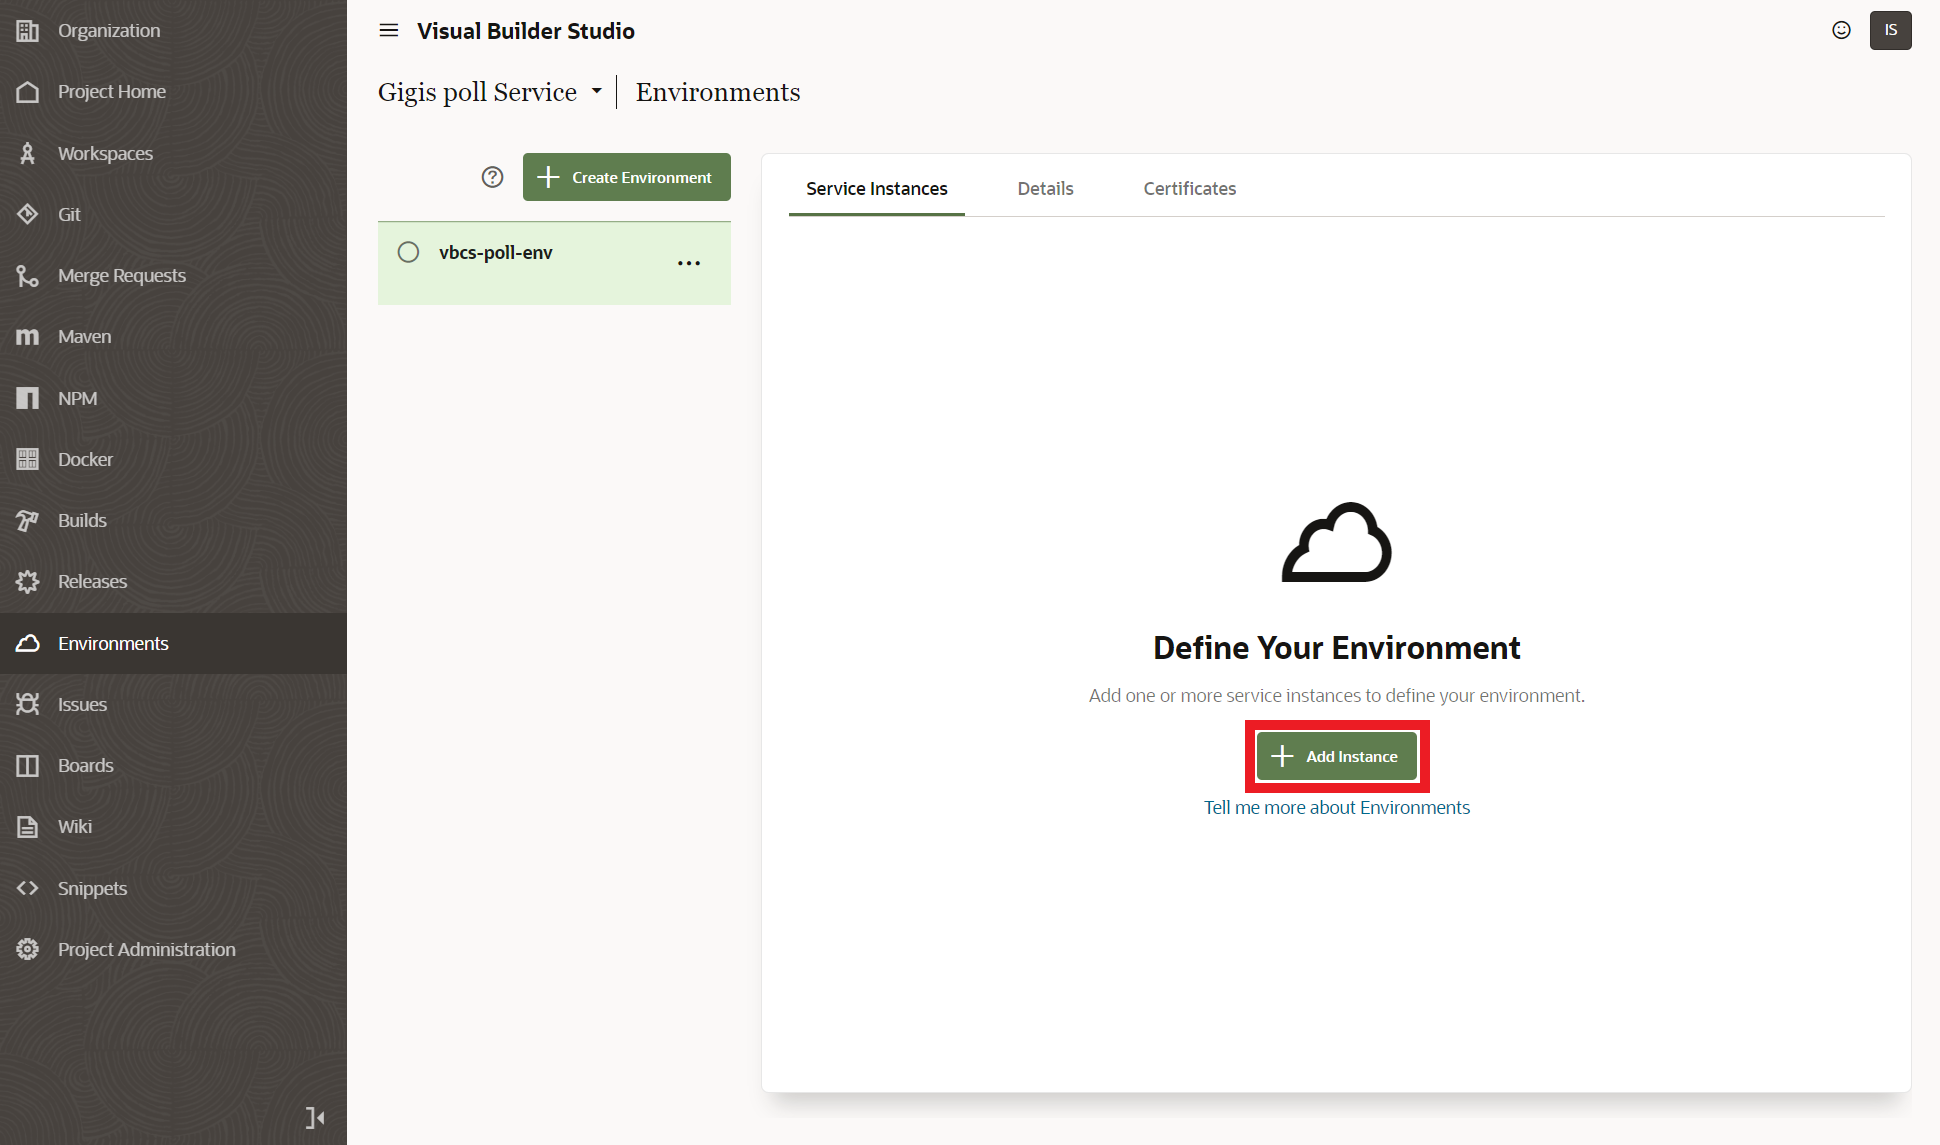 Organization
Project Home
Workspaces
Git
Merge Requests
Maven
NPM
Docker
Builds
Releases
Environments
Issues
Boards
Wiki
Snippets
Project Administration
Visual Builder Studio
IS
Gigis poll Service
Environments
Create Environment
vbcs-poll-env
Service Instances
Details
Certificates
Define Your Environment
Add one or more service instances to define your environment.
Add Instance
Tell me more about Environments